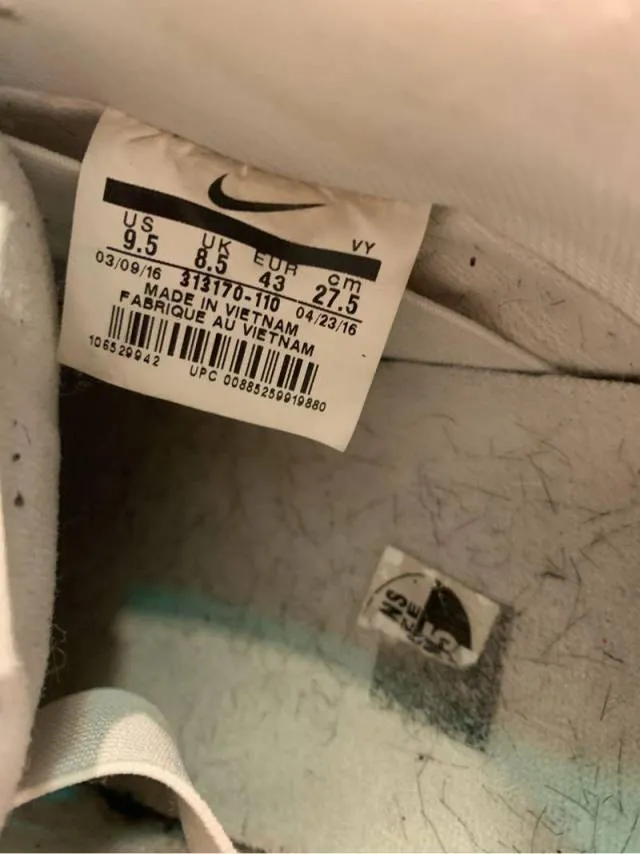 VY
US UK EUR cm
9.5 8.5 43 27.5
03/09/16 313170-110 04/23/16
MADE IN VIETNAM
FABRIQUE AU VIETNAM
106529942 UPC 00885259919880